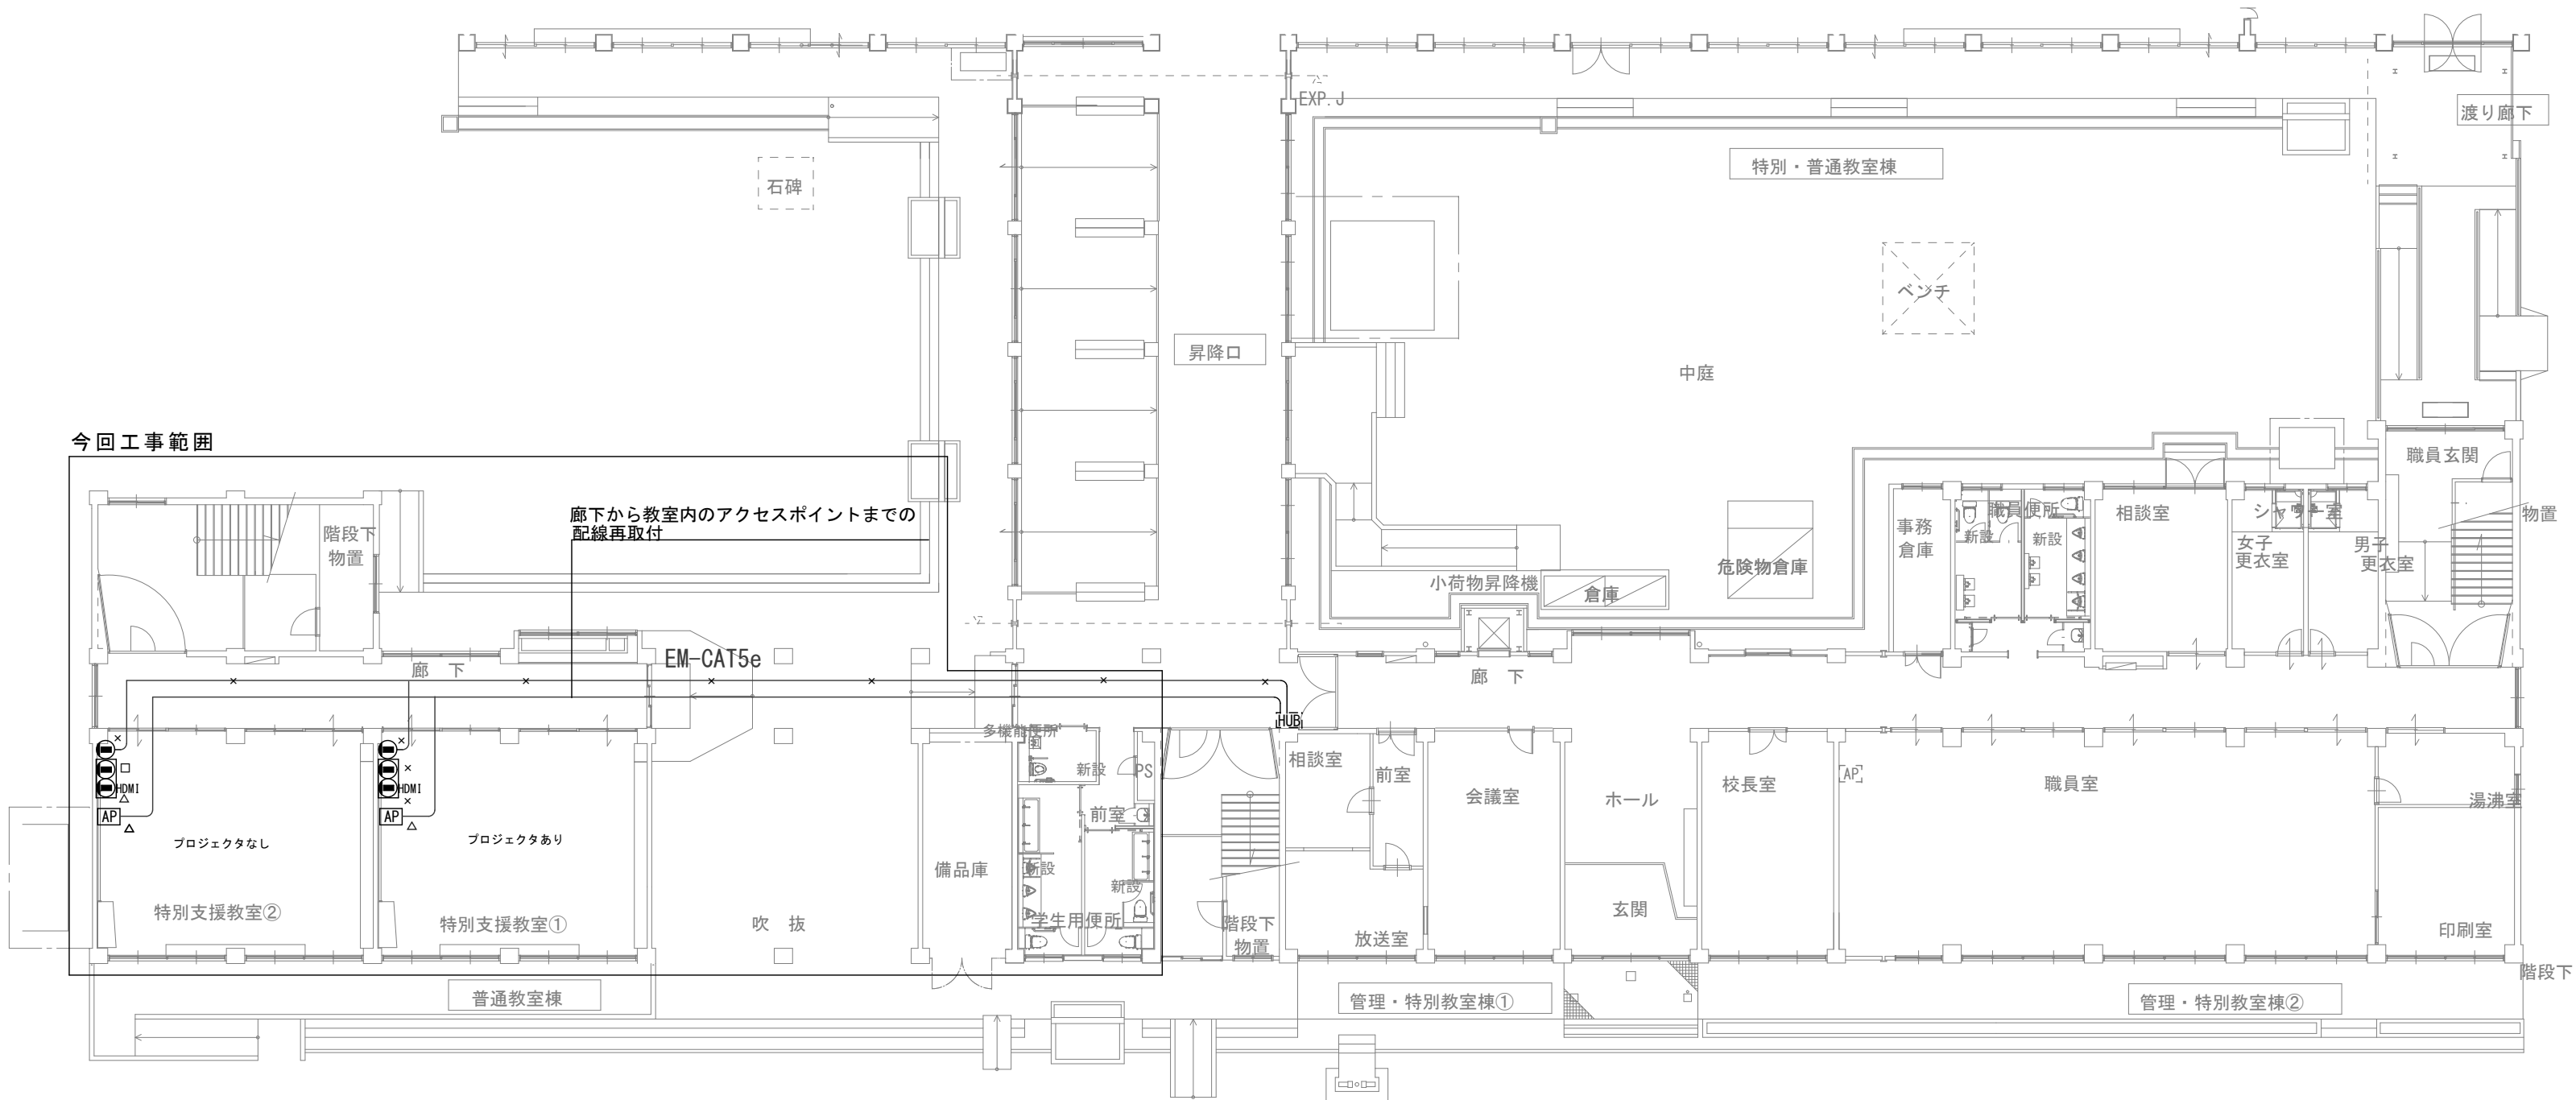 EXP.J
渡り廊下
特別・普通教室棟
石碑
ベンチ
昇降口
中庭
今回工事範囲
職員玄関
廊下から教室内のアクセスポイントまでの
配線再取付
階段下
物置
事務
倉庫
職員便所
新設
新設
相談室
シャワー室
女子
更衣室
男子
更衣室
物置
危険物倉庫
小荷物昇降機
倉庫
廊 下
EM-CAT5e
廊 下
HUB
多機能便所
新設
PS
HDMI
HDMI
AP
AP
プロジェクタなし
プロジェクタあり
相談室
前室
前室
会議室
ホール
校長室
AP
職員室
湯沸室
備品庫
新設
新設
特別支援教室②
特別支援教室①
吹 抜
学生用便所
階段下
物置
放送室
玄関
印刷室
階段下
普通教室棟
管理・特別教室棟①
管理・特別教室棟②